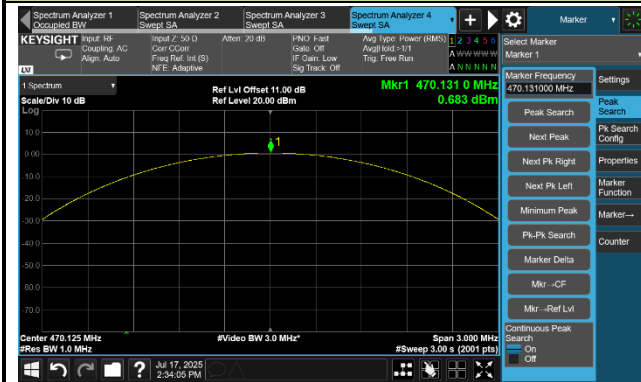 Spectrum Analyzer 1
Occupied BW
Spectrum Analyzer 2
Swept SA
Spectrum Analyzer 3
Swept SA
Spectrum Analyzer 4
Swept SA
Marker
KEYSIGHT
Input: RF
Coupling: AC
Align: Auto
Input Z: 50 Ω
Corr CCorr
Freq Ref: Int (S)
NFE: Adaptive
Atten: 20 dB
PNO: Fast
Gate: Off
IF Gain: Low
Sig Track: Off
Avg Type: Power (RMS)
Avg|Hold:>1/1
Trig: Free Run
1 2 3 4 5 6
A W W W W W
A N N N N N
LXI
Select Marker
Marker 1
1 Spectrum
Scale/Div 10 dB
Log
Ref Lvl Offset 11.00 dB
Ref Level 20.00 dBm
Mkr1 470.131 0 MHz
0.683 dBm
10.0
0.00
-10.0
-20.0
-30.0
-40.0
-50.0
-60.0
-70.0
1
Center 470.125 MHz
#Res BW 1.0 MHz
#Video BW 3.0 MHz*
Span 3.000 MHz
#Sweep 3.00 s (2001 pts)
Marker Frequency
470.131000 MHz
Peak Search
Next Peak
Next Pk Right
Next Pk Left
Minimum Peak
Pk-Pk Search
Marker Delta
Mkr→CF
Mkr→Ref Lvl
Continuous Peak
Search
On
Off
Settings
Peak
Search
Pk Search
Config
Properties
Marker
Function
Marker→
Counter
Jul 17, 2025
2:34:05 PM